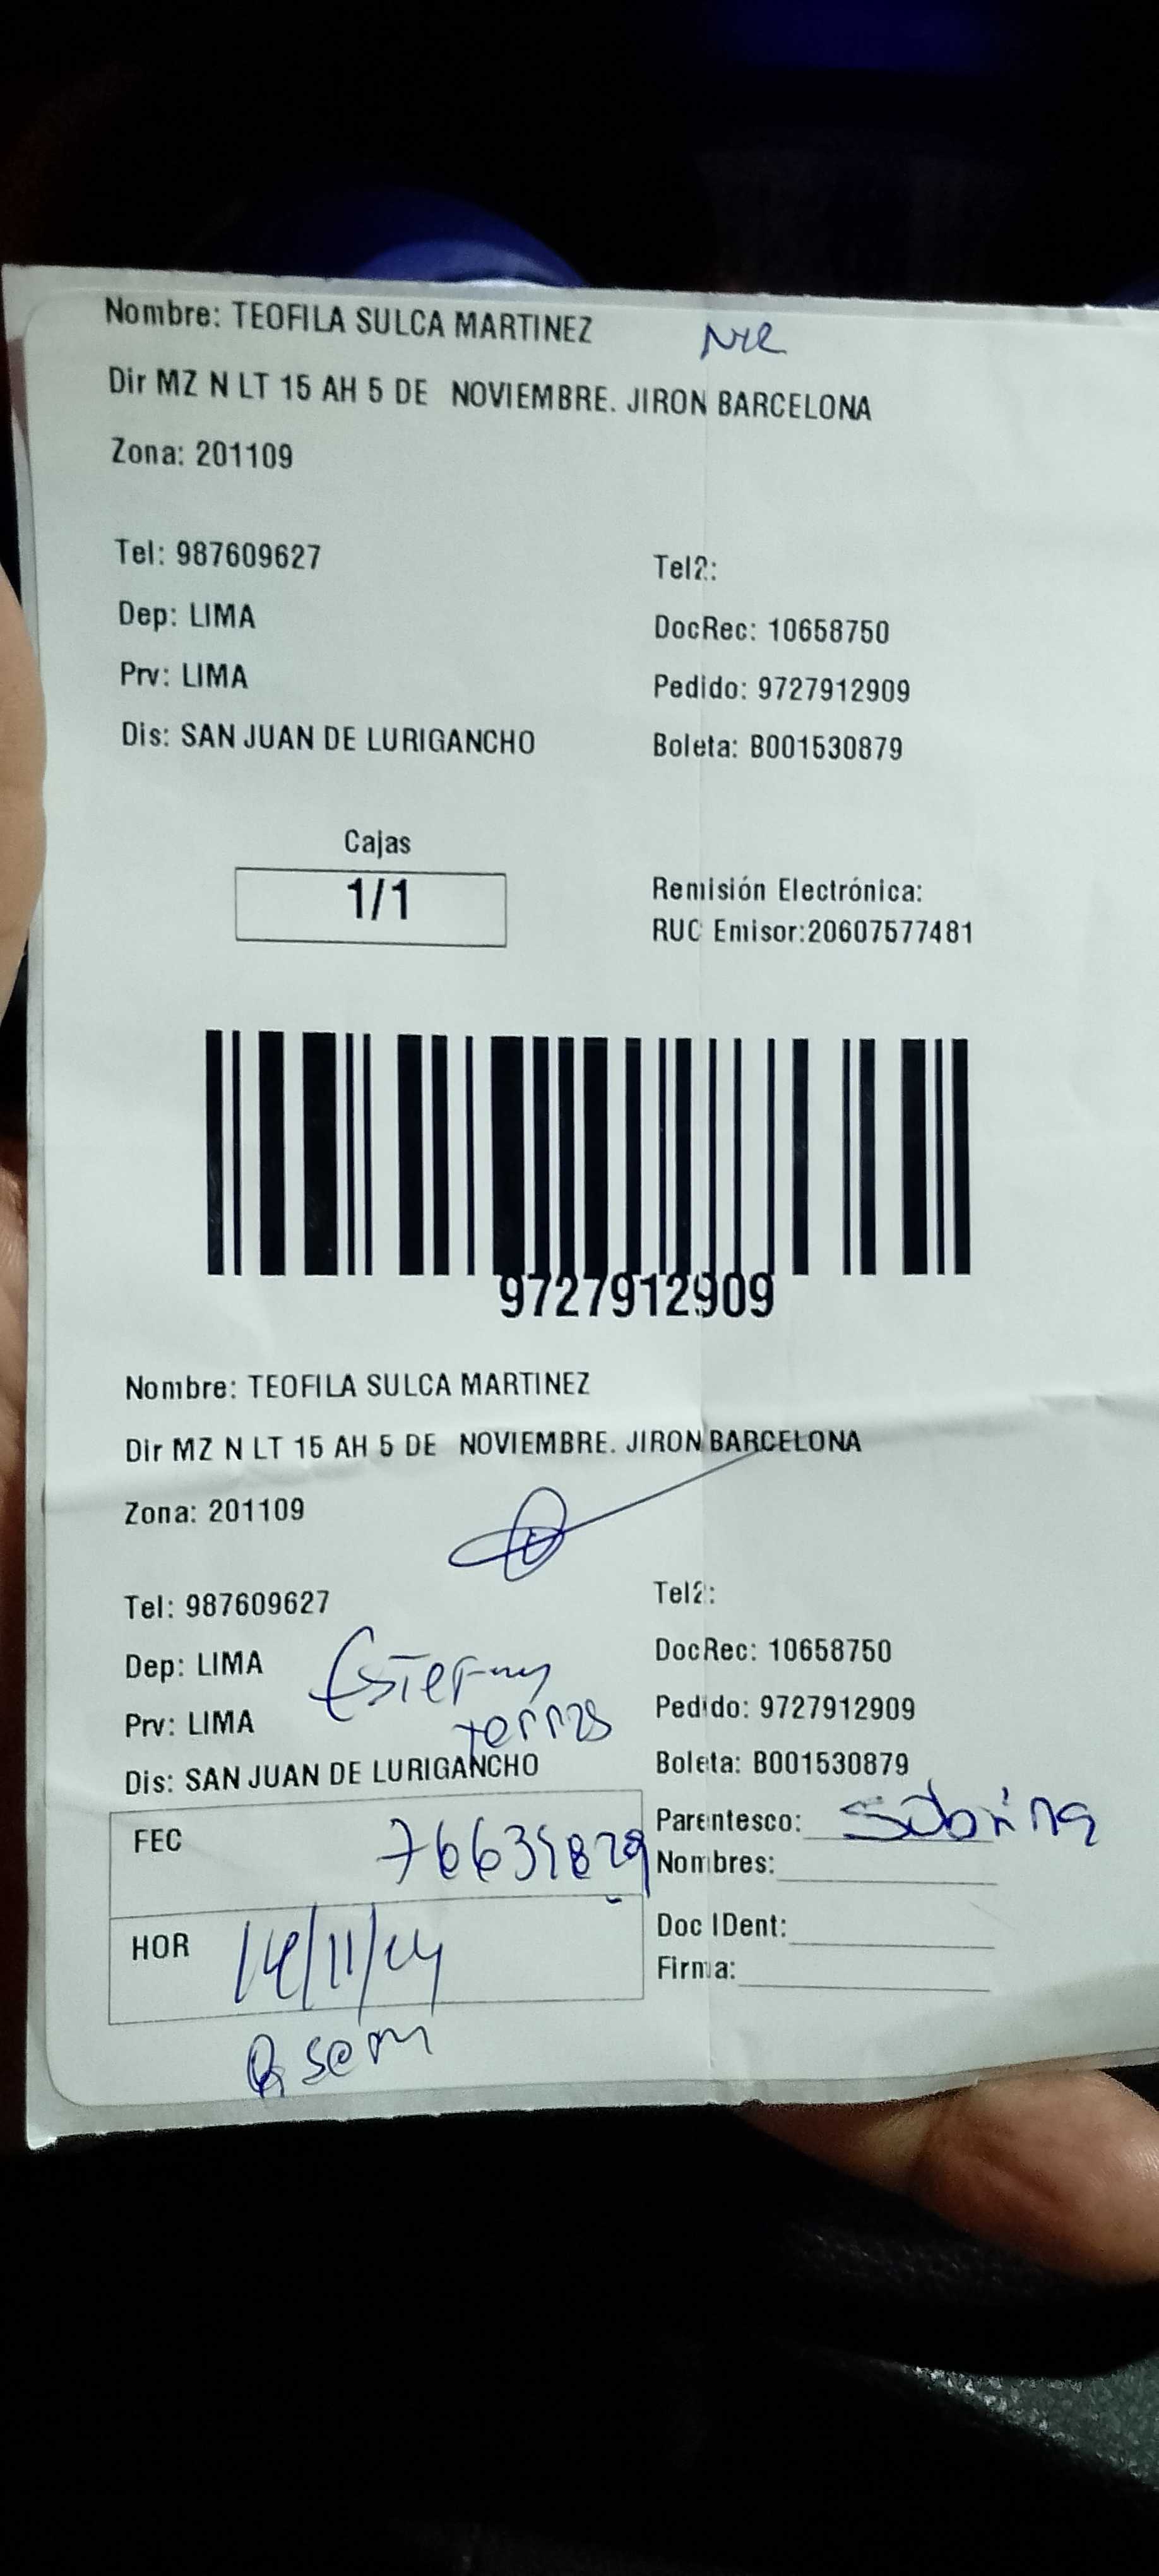 Nombre: TEOFILA SULCA MARTINEZ
Dir MZ N LT 15 AH 5 DE NOVIEMBRE. JIRON BARCELONA
Zona: 201109
Tel: 987609627 Tel2:
Dep: LIMA DocRec: 10658750
Prv: LIMA Pedido: 9727912909
Dis: SAN JUAN DE LURIGANCHO Boleta: B001530879
Cajas
1/1
Remisión Electrónica:
RUC Emisor:20607577481
9727912909
Nombre: TEOFILA SULCA MARTINEZ
Dir MZ N LT 15 AH 5 DE NOVIEMBRE. JIRON BARCELONA
Zona: 201109
Tel: 987609627 Tel2:
Dep: LIMA DocRec: 10658750
Prv: LIMA Pedido: 9727912909
Dis: SAN JUAN DE LURIGANCHO Boleta: B001530879
FEC Parentesco: Sobrina
Nombres:
HOR 14/11/24 Doc IDent:
Firma: